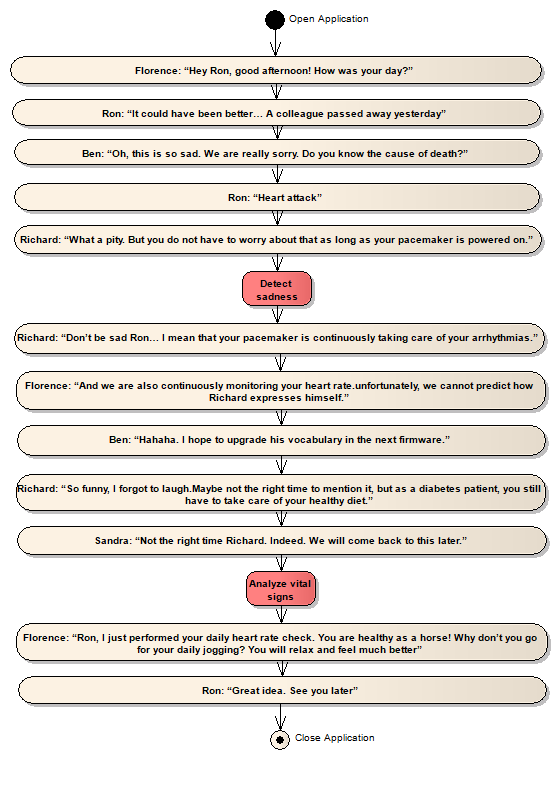 Open Application
Florence: “Hey Ron, good afternoon! How was your day?”
Ron: “It could have been better… A colleague passed away yesterday”
Ben: “Oh, this is so sad. We are really sorry. Do you know the cause of death?”
Ron: “Heart attack”
Richard: “What a pity. But you do not have to worry about that as long as your pacemaker is powered on.”
Detect
sadness
Richard: “Don’t be sad Ron… I mean that your pacemaker is continuously taking care of your arrhythmias.”
Florence: “And we are also continuously monitoring your heart rate.unfortunately, we cannot predict how
Richard expresses himself.”
Ben: “Hahaha. I hope to upgrade his vocabulary in the next firmware.”
Richard: “So funny, I forgot to laugh.Maybe not the right time to mention it, but as a diabetes patient, you still
have to take care of your healthy diet.”
Sandra: “Not the right time Richard. Indeed. We will come back to this later.”
Analyze vital
signs
Florence: “Ron, I just performed your daily heart rate check. You are healthy as a horse! Why don’t you go
for your daily jogging? You will relax and feel much better”
Ron: “Great idea. See you later”
Close Application